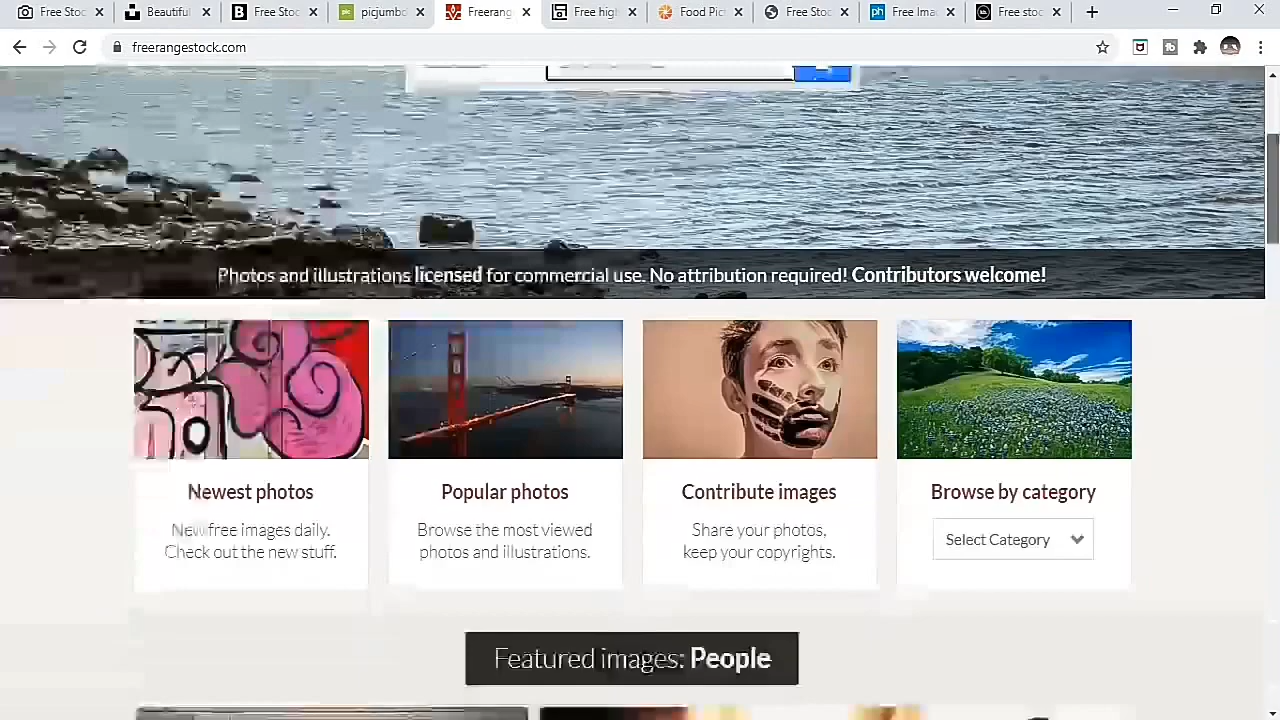 Free Stoc
Beautiful
Free Stoc
picjumbo
Freerang
Free high
Food Pict
Free Stoc
Free Imag
Free stoc
freerangestock.com
Photos and illustrations licensed for commercial use. No attribution required! Contributors welcome!
Newest photos
New free images daily.
Check out the new stuff.
Popular photos
Browse the most viewed
photos and illustrations.
Contribute images
Share your photos,
keep your copyrights.
Browse by category
Select Category
Featured images: People